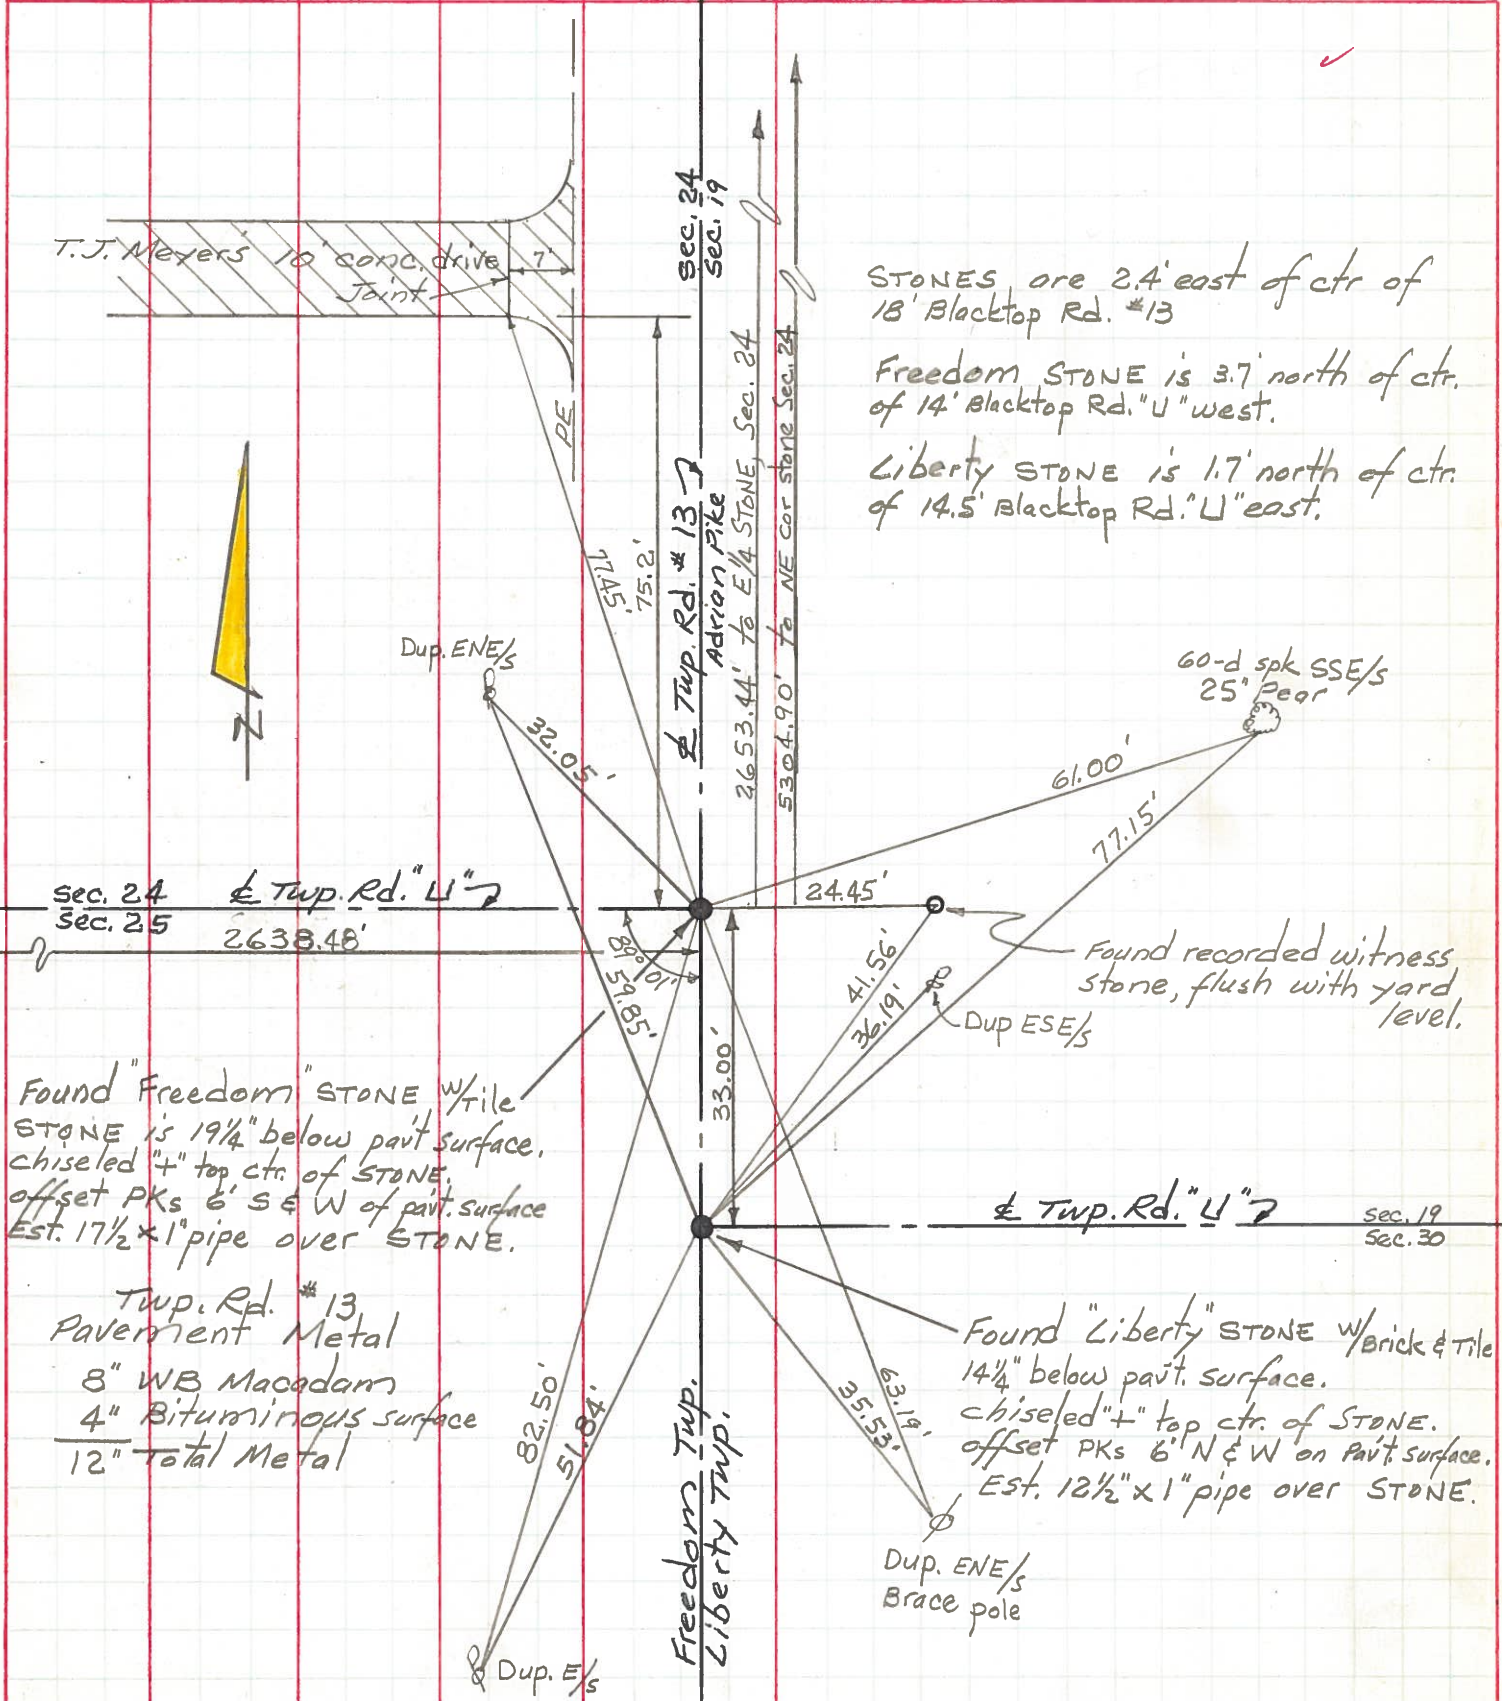 T.J. Meyers' 10' conc. drive
Joint
7'
Sec. 24
Sec. 19
STONES are 2.4' east of ctr of
18' Blacktop Rd. #13
Freedom STONE is 3.7' north of ctr.
of 14' Blacktop Rd. "U" west.
Liberty STONE is 1.7' north of ctr.
of 14.5' Blacktop Rd. "U" east.
PE
77.45'
75.2'
℄ Twp. Rd. #13
Adrian Pike
2653.44' to E/4 STONE, Sec. 24
5304.90' to NE cor stone Sec. 24
N
Dup. ENE/s
32.05'
60-d spk SSE/s
25" Pear
61.00'
77.15'
Sec. 24
Sec. 25
℄ Twp. Rd. "U"
2638.48'
24.45'
89° 01'
59.85'
41.56'
36.19'
33.00'
Dup ESE/s
Found recorded witness
stone, flush with yard
level.
Found "Freedom" STONE w/Tile
STONE is 19¼" below pav't surface.
chiseled "+" top ctr. of STONE.
offset PKs 6' S & W of pav't. surface
Est. 17½ x 1" pipe over STONE.
℄ Twp. Rd. "U"
Sec. 19
Sec. 30
Twp. Rd. #13
Pavement Metal
8" WB Macadam
4" Bituminous surface
12" Total Metal
Found "Liberty" STONE w/Brick & Tile
14¼" below pav't. surface.
chiseled "+" top ctr. of STONE.
offset PKs 6' N & W on Pav't. surface.
Est. 12½" x 1" pipe over STONE.
82.50'
51.84'
63.19'
35.53'
Freedom Twp.
Liberty Twp.
Dup. ENE/s
Brace pole
Dup. E/s